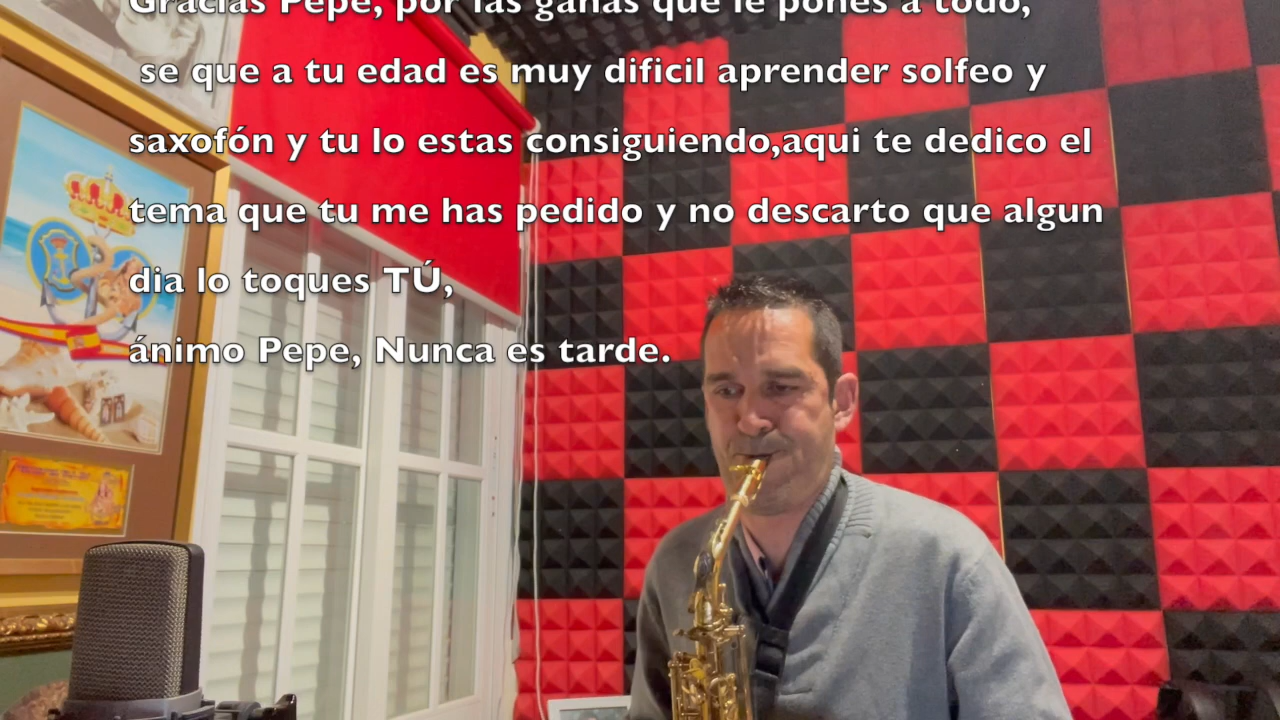 Gracias Pepe, por las ganas que le pones a todo,
se que a tu edad es muy dificil aprender solfeo y
saxofón y tu lo estas consiguiendo,aqui te dedico el
tema que tu me has pedido y no descarto que algun
dia lo toques TÚ,
ánimo Pepe, Nunca es tarde.